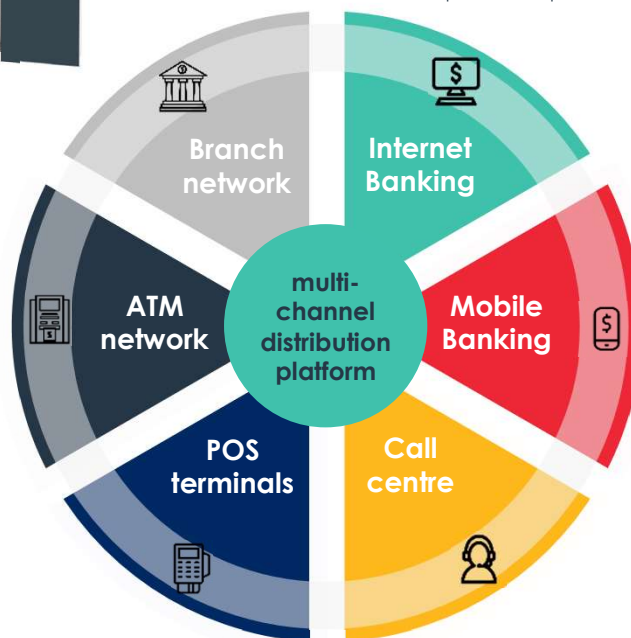 Branch
network
Internet
Banking
ATM
network
multi-
channel
distribution
platform
Mobile
Banking
POS
terminals
Call
centre
$
$
$
$